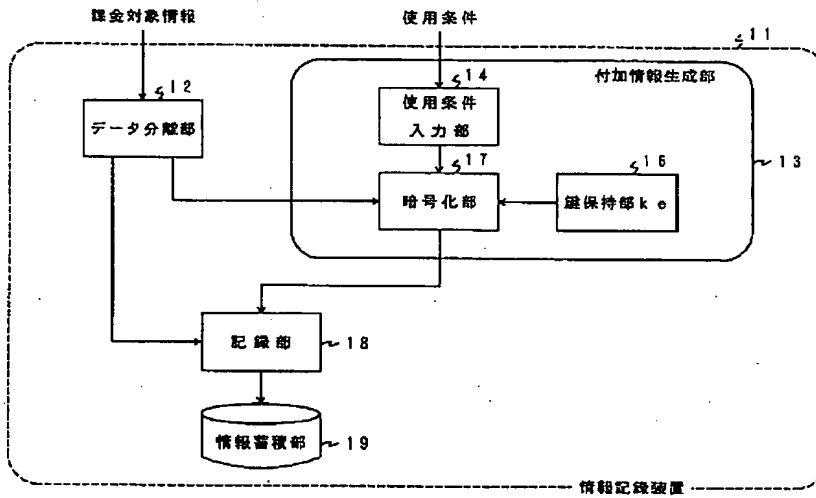 課金対象情報
使用条件
11
付加情報生成部
12
データ分離部
14
使用条件
入力部
17
暗号化部
16
鍵保持部ke
13
記録部
18
情報蓄積部
19
情報記録装置